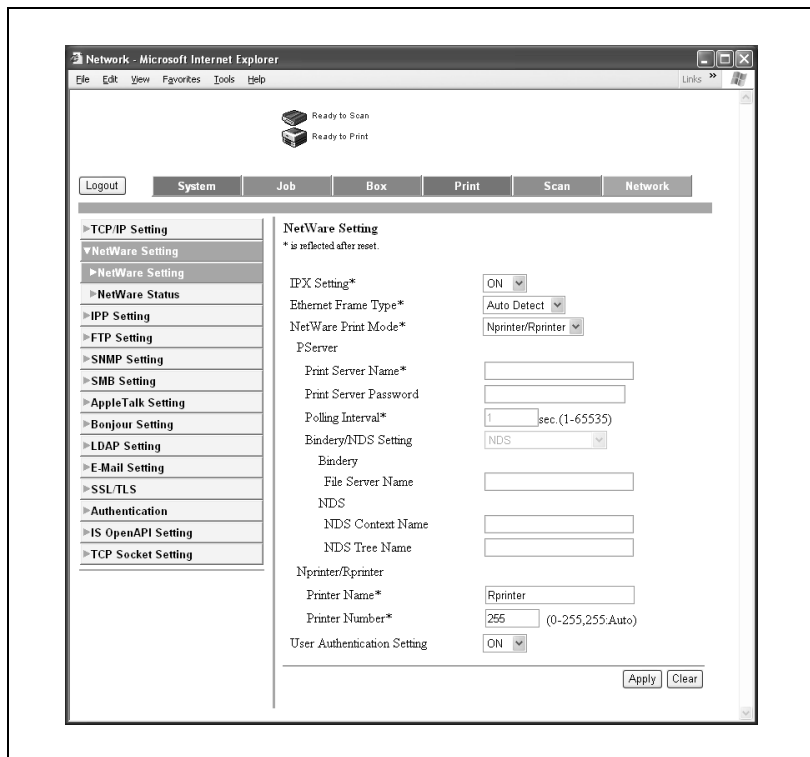 Network - Microsoft Internet Explorer
File Edit View Favorites Tools Help Links »
Ready to Scan
Ready to Print
Logout System Job Box Print Scan Network
TCP/IP Setting
NetWare Setting
NetWare Setting
NetWare Status
IPP Setting
FTP Setting
SNMP Setting
SMB Setting
AppleTalk Setting
Bonjour Setting
LDAP Setting
E-Mail Setting
SSL/TLS
Authentication
IS OpenAPI Setting
TCP Socket Setting
NetWare Setting
* is reflected after reset.
IPX Setting* ON
Ethernet Frame Type* Auto Detect
NetWare Print Mode* Nprinter/Rprinter
PServer
Print Server Name*
Print Server Password
Polling Interval* 1 sec.(1-65535)
Bindery/NDS Setting NDS
Bindery
File Server Name
NDS
NDS Context Name
NDS Tree Name
Nprinter/Rprinter
Printer Name* Rprinter
Printer Number* 255 (0-255,255:Auto)
User Authentication Setting ON
Apply Clear